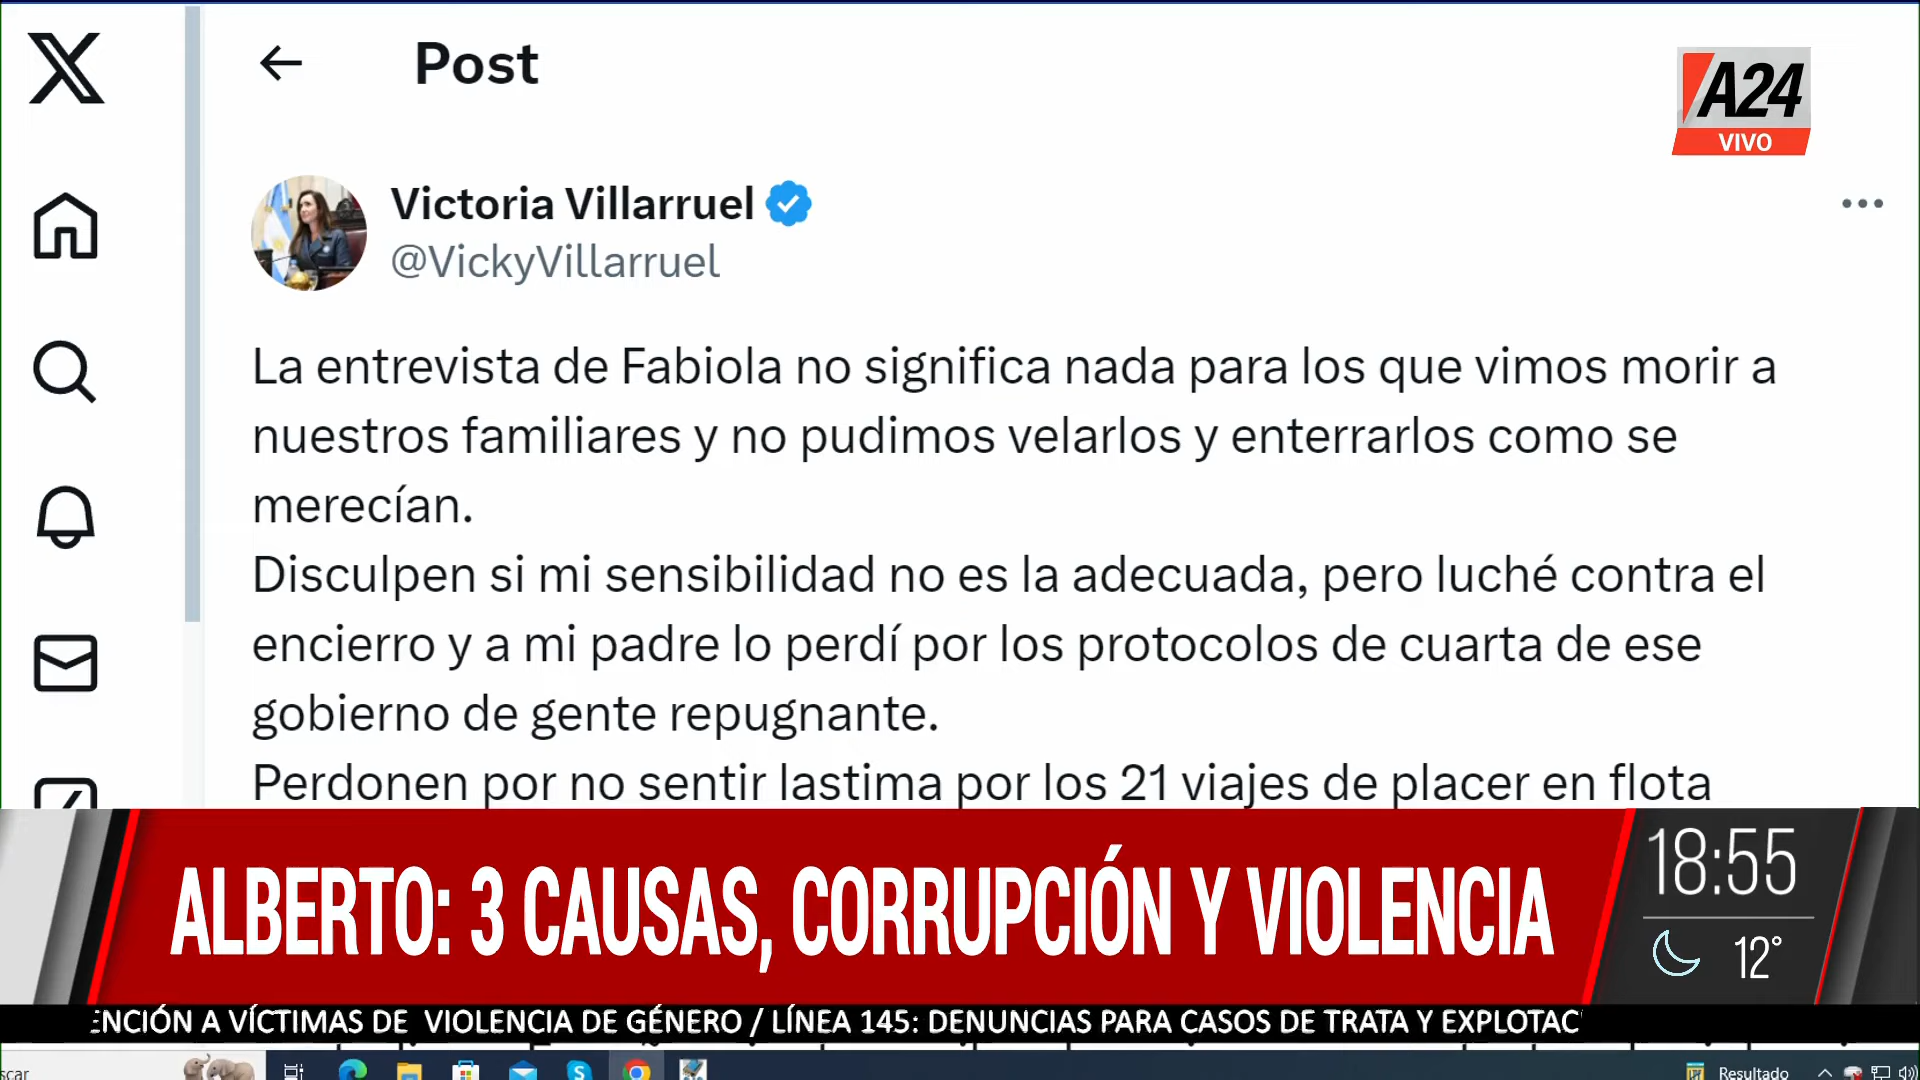 Post
A24
VIVO
Victoria Villarruel
@VickyVillarruel
La entrevista de Fabiola no significa nada para los que vimos morir a
nuestros familiares y no pudimos velarlos y enterrarlos como se
merecían.
Disculpen si mi sensibilidad no es la adecuada, pero luché contra el
encierro y a mi padre lo perdí por los protocolos de cuarta de ese
gobierno de gente repugnante.
Perdonen por no sentir lastima por los 21 viajes de placer en flota
ALBERTO: 3 CAUSAS, CORRUPCIÓN Y VIOLENCIA
18:55
12°
ENCIÓN A VÍCTIMAS DE VIOLENCIA DE GÉNERO / LÍNEA 145: DENUNCIAS PARA CASOS DE TRATA Y EXPLOTAC
scar
Resultado